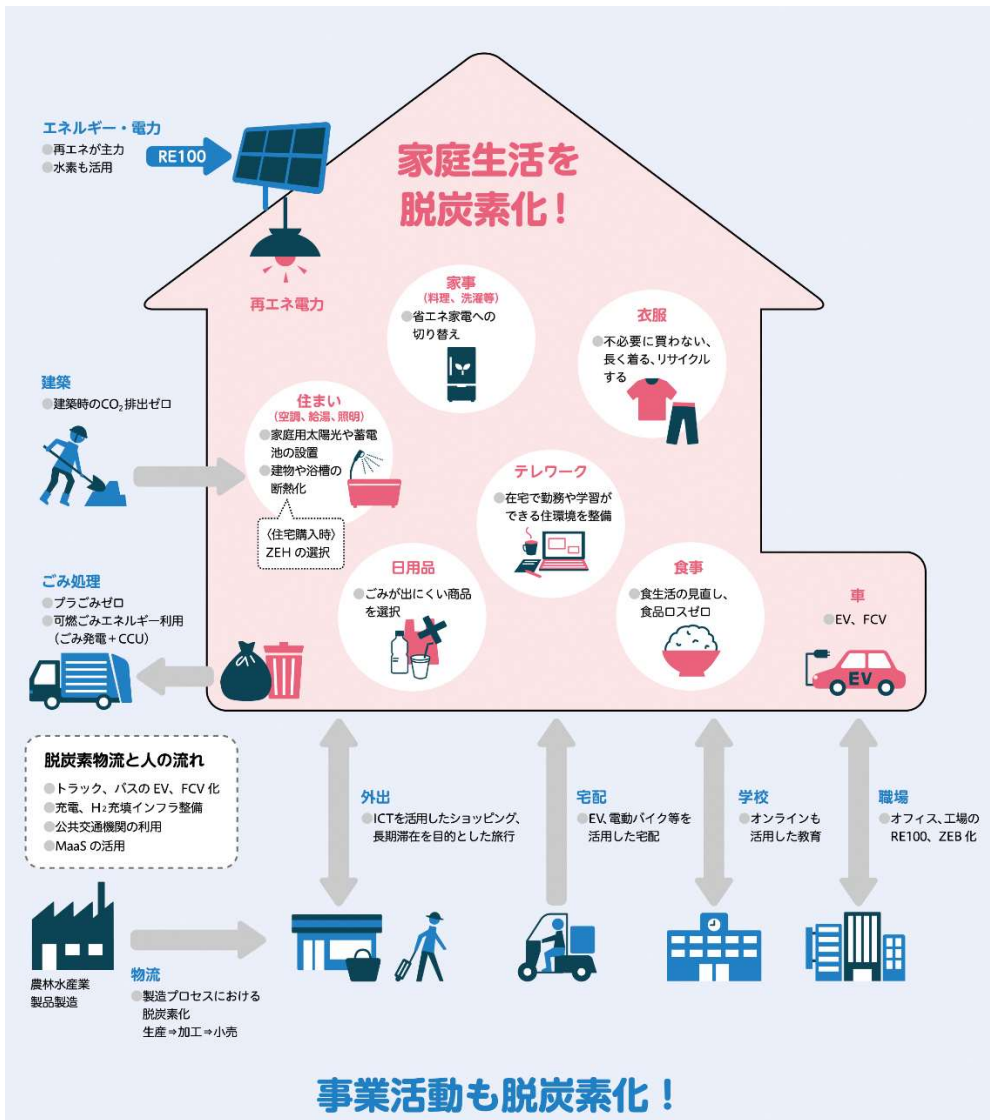 エネルギー・電力
再エネが主力
水素も活用
RE100
家庭生活を
脱炭素化！
再エネ電力
家事
（料理、洗濯等）
省エネ家電への
切り替え
衣服
不必要に買わない、
長く着る、リサイクル
する
建築
建築時のCO₂排出ゼロ
住まい
（空調、給湯、照明）
家庭用太陽光や蓄電
池の設置
建物や浴槽の
断熱化
〈住宅購入時〉
ZEH の選択
テレワーク
在宅で勤務や学習が
できる住環境を整備
日用品
ごみが出にくい商品
を選択
食事
食生活の見直し、
食品ロスゼロ
車
EV、FCV
EV
ごみ処理
プラごみゼロ
可燃ごみエネルギー利用
（ごみ発電＋CCU）
脱炭素物流と人の流れ
トラック、バスの EV、FCV 化
充電、H₂充填インフラ整備
公共交通機関の利用
MaaS の活用
外出
ICTを活用したショッピング、
長期滞在を目的とした旅行
宅配
EV、電動バイク等を
活用した宅配
学校
オンラインも
活用した教育
職場
オフィス、工場の
RE100、ZEB 化
農林水産業
製品製造
物流
製造プロセスにおける
脱炭素化
生産⇒加工⇒小売
事業活動も脱炭素化！